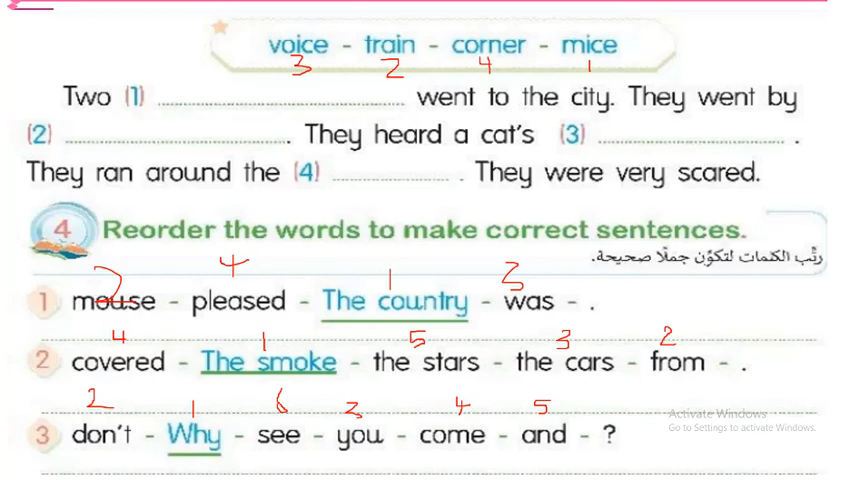 voice - train - corner - mice
3 2 4 1
Two (1) ........................ went to the city. They went by
(2) ........................ . They heard a cat's (3) ........................ .
They ran around the (4) ........................ . They were very scared.
4 Reorder the words to make correct sentences.
رتِّب الكلمات لتكوِّن جملًا صحيحة.
2 4 1 3
1 mouse - pleased - The country - was - .
4 1 5 3 2
2 covered - The smoke - the stars - the cars - from - .
2 1 6 3 4 5
3 don't - Why - see - you - come - and - ?
Activate Windows
Go to Settings to activate Windows.